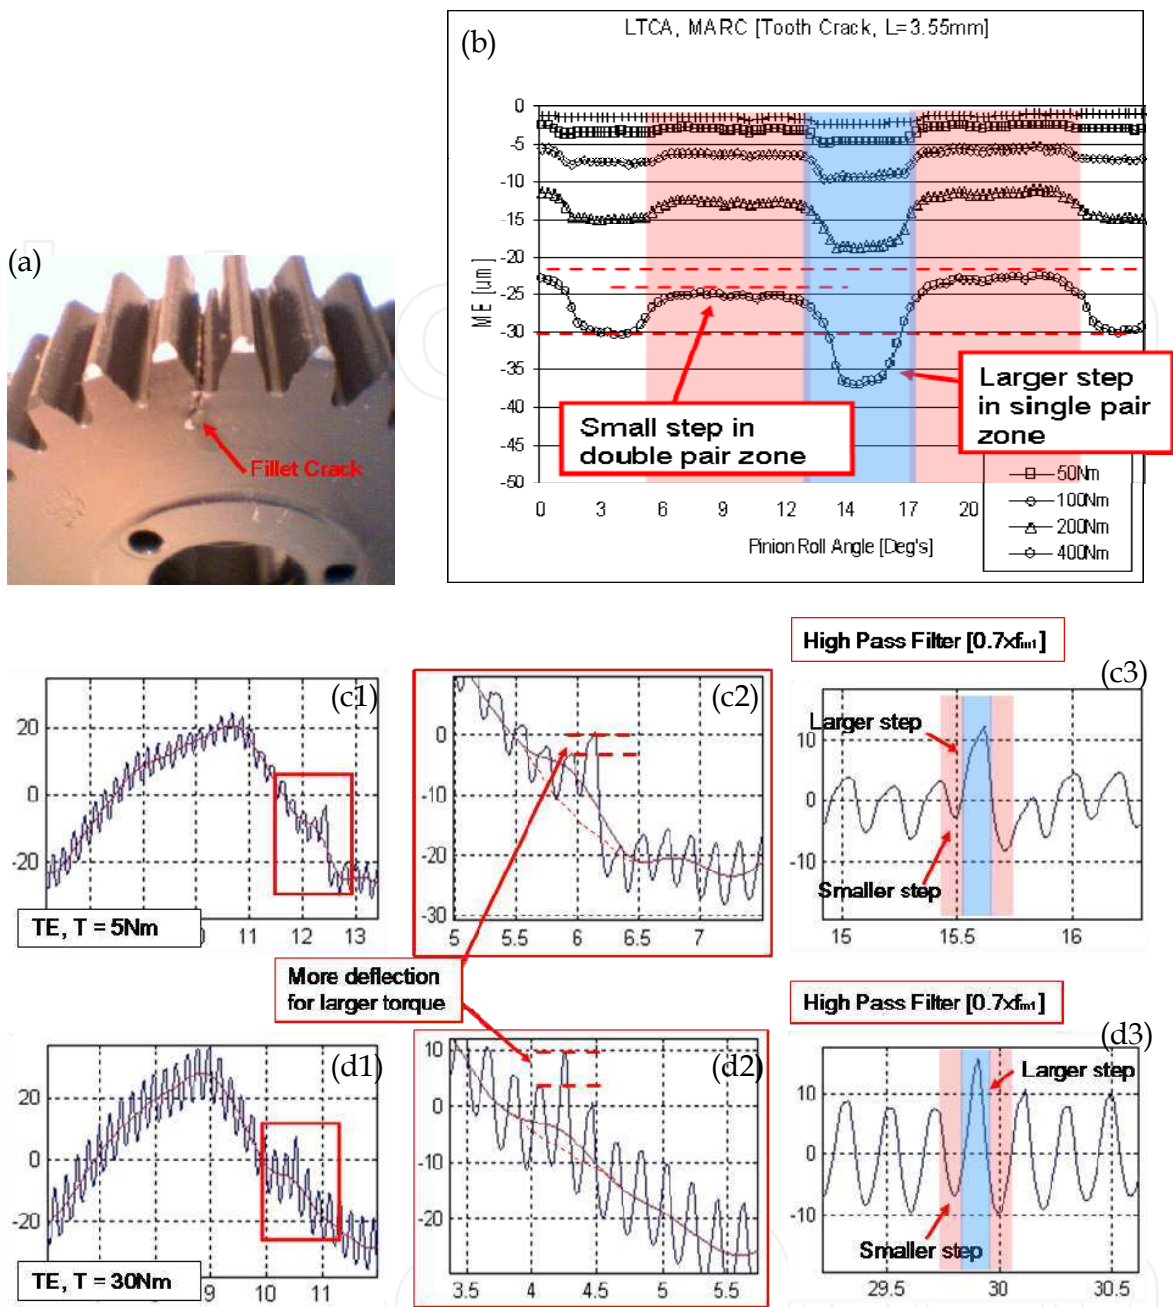 (a)
Fillet Crack
(b)
LTCA, MARC [Tooth Crack, L=3.55mm]
0
-5
-10
-15
-20
-25
-30
-35
-40
-45
-50
ME [µm]
Small step in
double pair zone
Larger step
in single pair
zone
50Nm
100Nm
200Nm
400Nm
0 3 6 9 12 14 17 20
Pinion Roll Angle [Deg's]
(c1)
20
0
-20
11 12 13
TE, T = 5Nm
(c2)
0
-10
-20
-30
5 5.5 6 6.5 7
High Pass Filter [0.7xfm1]
(c3)
Larger step
10
0
-10
Smaller step
15 15.5 16
More deflection
for larger torque
(d1)
20
0
-20
10 11
TE, T = 30Nm
(d2)
10
0
-10
-20
3.5 4 4.5 5 5.5
High Pass Filter [0.7xfm1]
(d3)
Larger step
10
0
-10
Smaller step
29.5 30 30.5